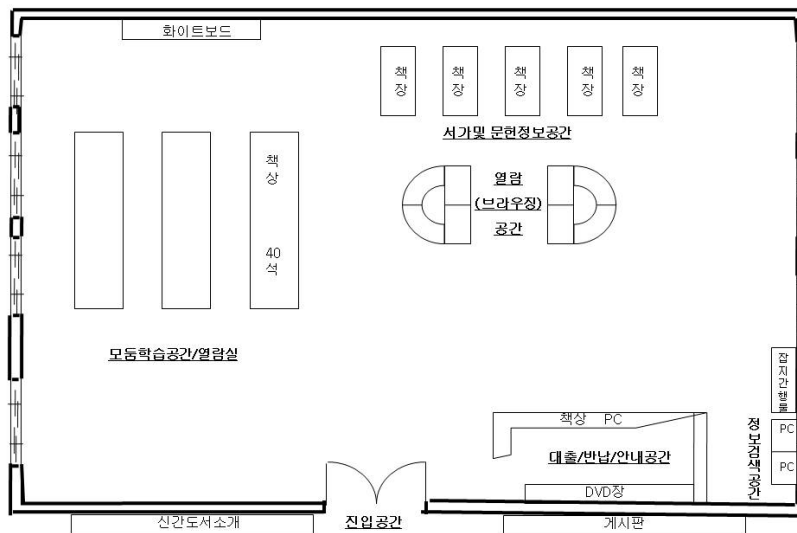 화이트보드
책
장
책
장
책
장
책
장
책
장
서가및 문헌정보공간
열람
(브라우징)
공간
책
상
40
석
모둠학습공간/열람실
잡
지
간
행
물
책상 PC
PC
PC
정
보
검
색
공
간
대출/반납/안내공간
DVD장
신간도서소개
진입공간
게시판